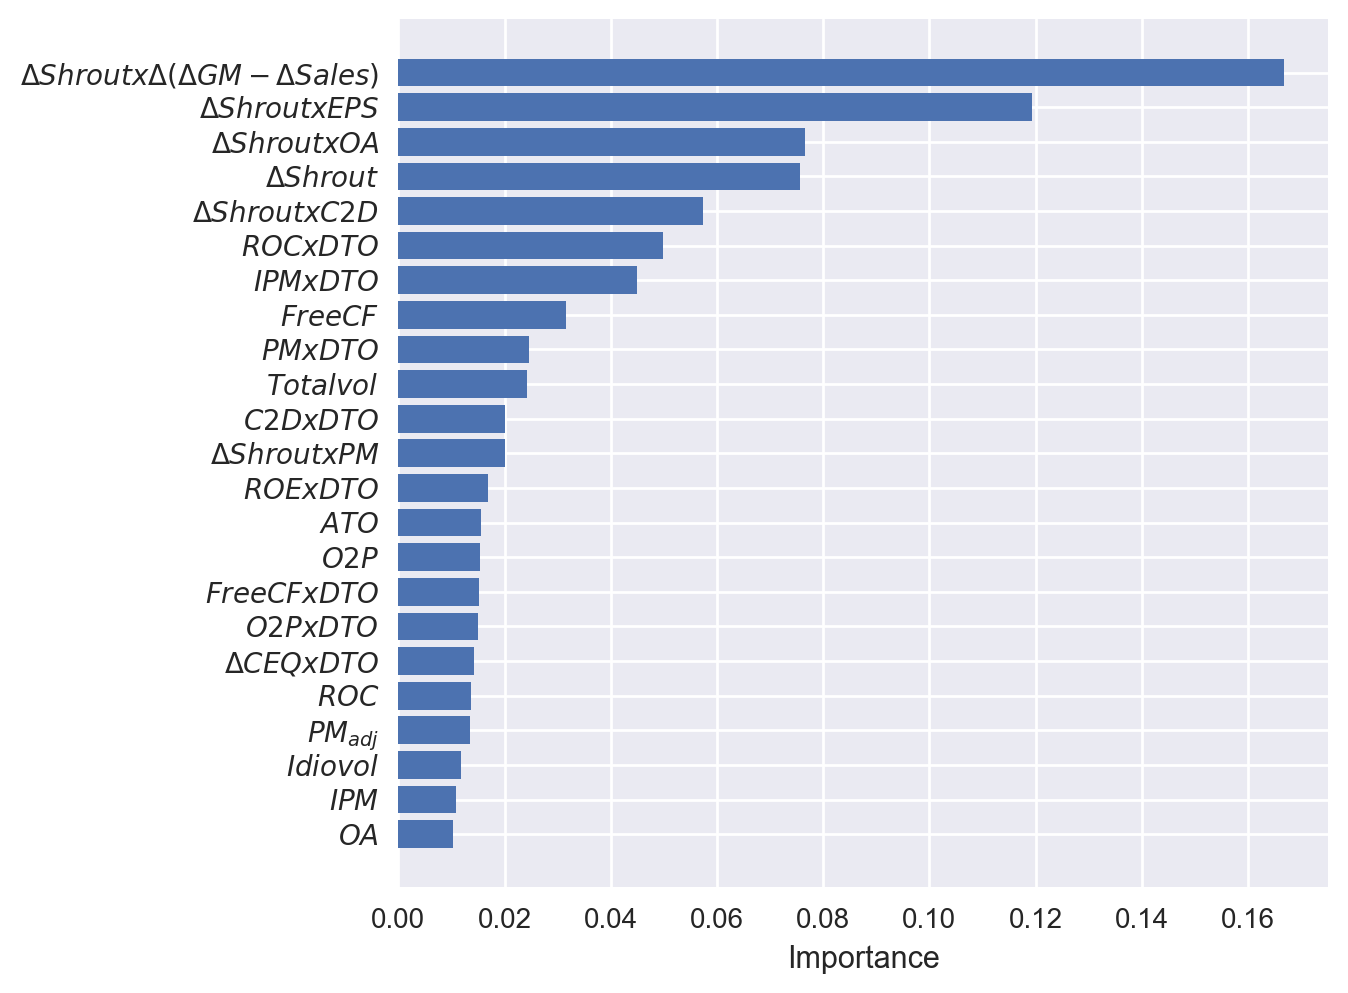 ΔShroutxΔ(ΔGM − ΔSales)
ΔShroutxEPS
ΔShroutxOA
ΔShrout
ΔShroutxC2D
ROCxDTO
IPMxDTO
FreeCF
PMxDTO
Totalvol
C2DxDTO
ΔShroutxPM
ROExDTO
ATO
O2P
FreeCFxDTO
O2PxDTO
ΔCEQxDTO
ROC
PM_adj
Idiovol
IPM
OA
0.00 0.02 0.04 0.06 0.08 0.10 0.12 0.14 0.16
Importance